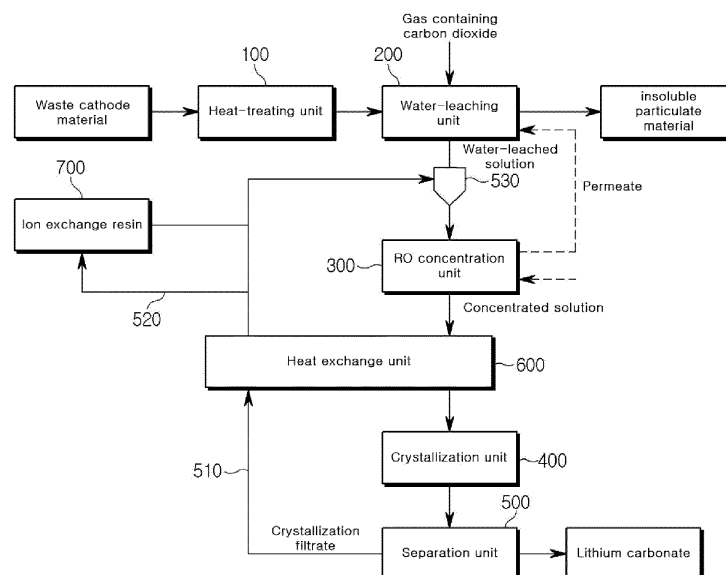 Gas containing
carbon dioxide
100
200
Waste cathode
material
Heat-treating unit
Water-leaching
unit
insoluble
particulate material
Water-leached
solution
530
Permeate
700
Ion exchange resin
300
RO concentration
unit
520
Concentrated solution
Heat exchange unit
600
510
Crystallization unit
400
500
Crystallization
filtrate
Separation unit
Lithium carbonate